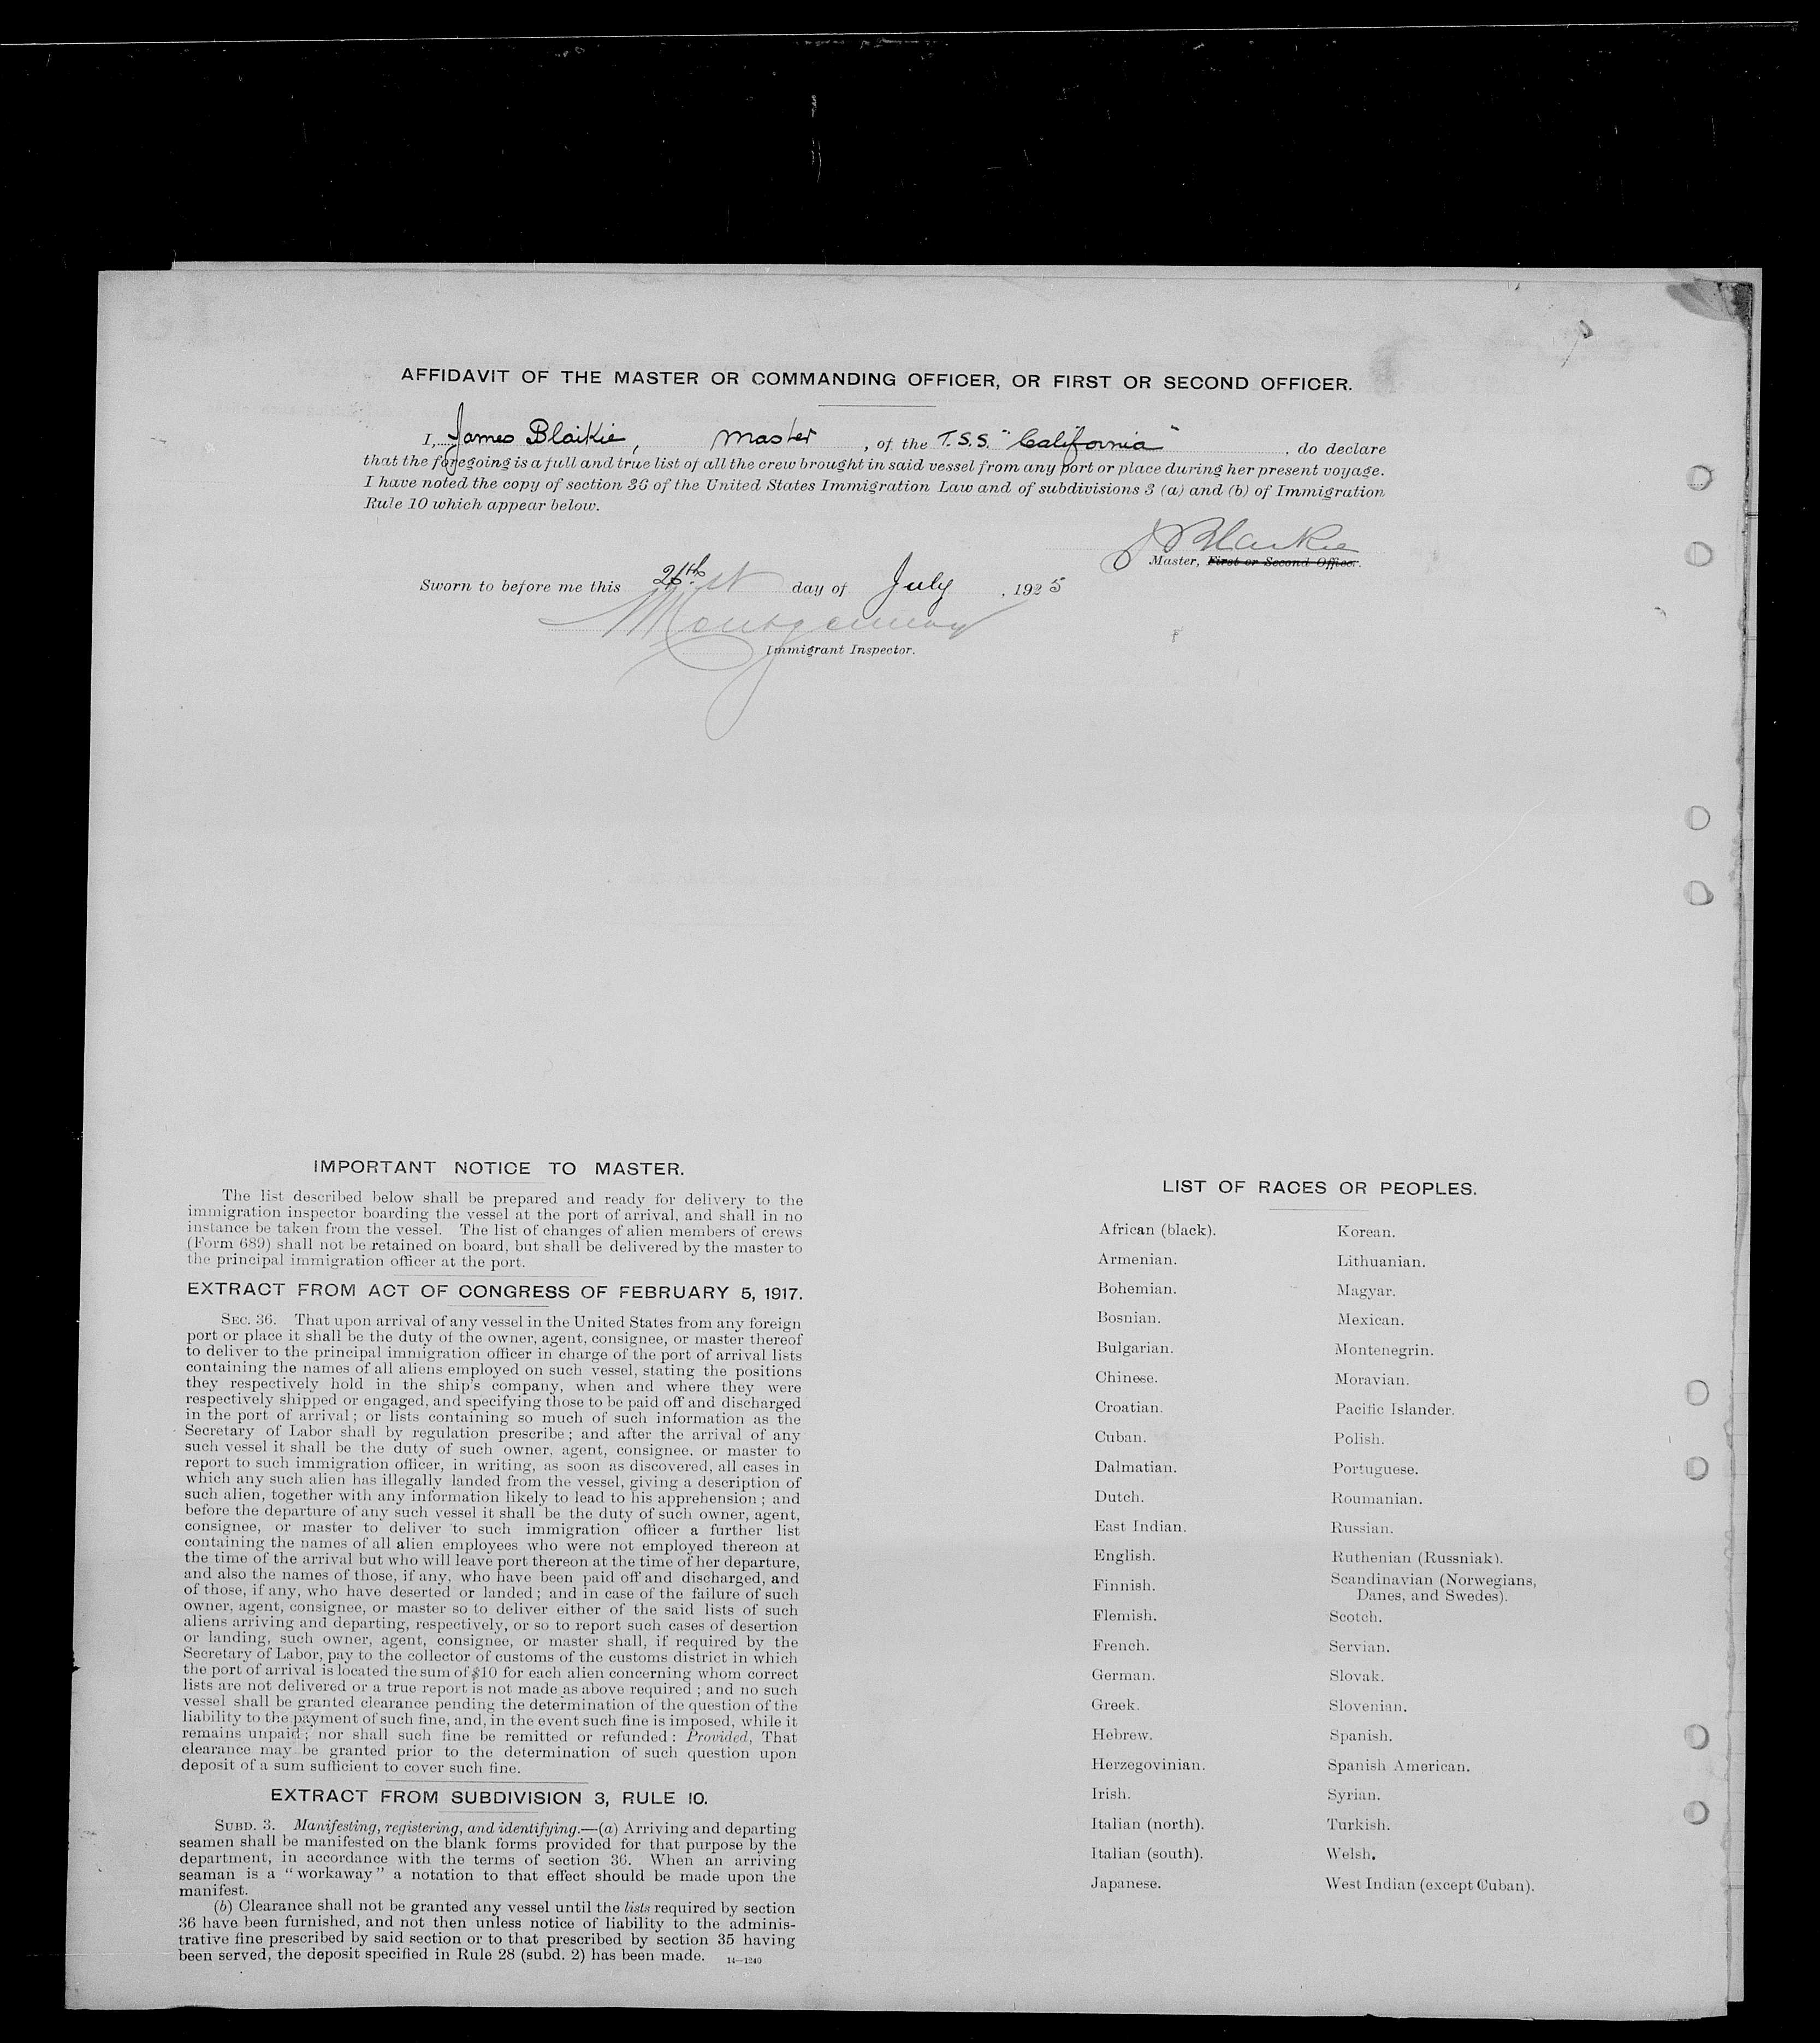 AFFIDAVIT OF THE MASTER OR COMMANDING OFFICER, OR FIRST OR SECOND OFFICER.
I, James Blaikie, Master, of the T.S.S. "California", do declare
that the foregoing is a full and true list of all the crew brought in said vessel from any port or place during her present voyage.
I have noted the copy of section 36 of the United States Immigration Law and of subdivisions 3 (a) and (b) of Immigration
Rule 10 which appear below.
J Blaikie
Master, First or Second Officer.
Sworn to before me this day of July, 1925
Montgomery
Immigrant Inspector.
IMPORTANT NOTICE TO MASTER.
The list described below shall be prepared and ready for delivery to the
immigration inspector boarding the vessel at the port of arrival, and shall in no
instance be taken from the vessel. The list of changes of alien members of crews
(Form 689) shall not be retained on board, but shall be delivered by the master to
the principal immigration officer at the port.
EXTRACT FROM ACT OF CONGRESS OF FEBRUARY 5, 1917.
SEC. 36. That upon arrival of any vessel in the United States from any foreign
port or place it shall be the duty of the owner, agent, consignee, or master thereof
to deliver to the principal immigration officer in charge of the port of arrival lists
containing the names of all aliens employed on such vessel, stating the positions
they respectively hold in the ship's company, when and where they were
respectively shipped or engaged, and specifying those to be paid off and discharged
in the port of arrival; or lists containing so much of such information as the
Secretary of Labor shall by regulation prescribe; and after the arrival of any
such vessel it shall be the duty of such owner, agent, consignee, or master to
report to such immigration officer, in writing, as soon as discovered, all cases in
which any such alien has illegally landed from the vessel, giving a description of
such alien, together with any information likely to lead to his apprehension; and
before the departure of any such vessel it shall be the duty of such owner, agent,
consignee, or master to deliver to such immigration officer a further list
containing the names of all alien employees who were not employed thereon at
the time of the arrival but who will leave port thereon at the time of her departure,
and also the names of those, if any, who have been paid off and discharged, and
of those, if any, who have deserted or landed; and in case of the failure of such
owner, agent, consignee, or master so to deliver either of the said lists of such
aliens arriving and departing, respectively, or so to report such cases of desertion
or landing, such owner, agent, consignee, or master shall, if required by the
Secretary of Labor, pay to the collector of customs of the customs district in which
the port of arrival is located the sum of $10 for each alien concerning whom correct
lists are not delivered or a true report is not made as above required; and no such
vessel shall be granted clearance pending the determination of the question of the
liability to the payment of such fine, and, in the event such fine is imposed, while it
remains unpaid; nor shall such fine be remitted or refunded: Provided, That
clearance may be granted prior to the determination of such question upon
deposit of a sum sufficient to cover such fine.
EXTRACT FROM SUBDIVISION 3, RULE 10.
SUBD. 3. Manifesting, registering, and identifying.—(a) Arriving and departing
seamen shall be manifested on the blank forms provided for that purpose by the
department, in accordance with the terms of section 36. When an arriving
seaman is a "workaway" a notation to that effect should be made upon the
manifest.
(b) Clearance shall not be granted any vessel until the lists required by section
36 have been furnished, and not then unless notice of liability to the adminis-
trative fine prescribed by said section or to that prescribed by section 35 having
been served, the deposit specified in Rule 28 (subd. 2) has been made. 14—1240
LIST OF RACES OR PEOPLES.
African (black).
Armenian.
Bohemian.
Bosnian.
Bulgarian.
Chinese.
Croatian.
Cuban.
Dalmatian.
Dutch.
East Indian.
English.
Finnish.
Flemish.
French.
German.
Greek.
Hebrew.
Herzegovinian.
Irish.
Italian (north).
Italian (south).
Japanese.
Korean.
Lithuanian.
Magyar.
Mexican.
Montenegrin.
Moravian.
Pacific Islander.
Polish.
Portuguese.
Roumanian.
Russian.
Ruthenian (Russniak).
Scandinavian (Norwegians,
Danes, and Swedes).
Scotch.
Servian.
Slovak.
Slovenian.
Spanish.
Spanish American.
Syrian.
Turkish.
Welsh.
West Indian (except Cuban).